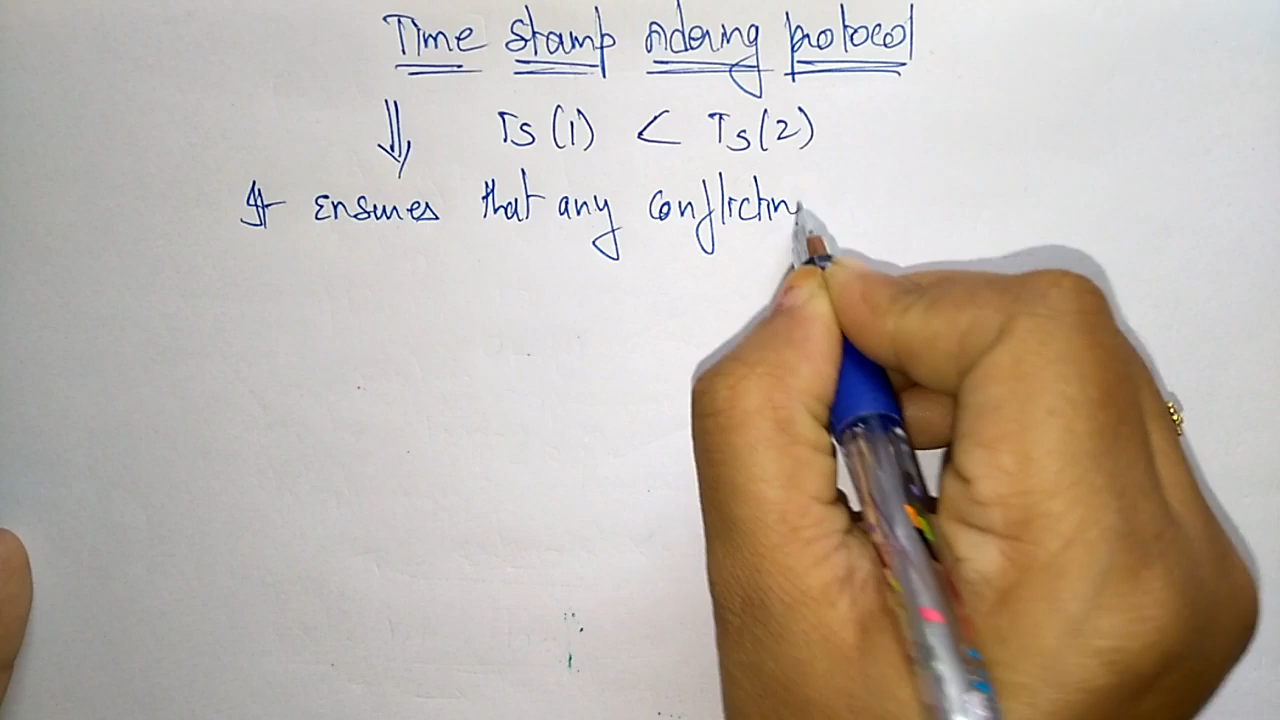 Time stamp ordering protocol
TS(1) < TS(2)
It ensures that any conflictin